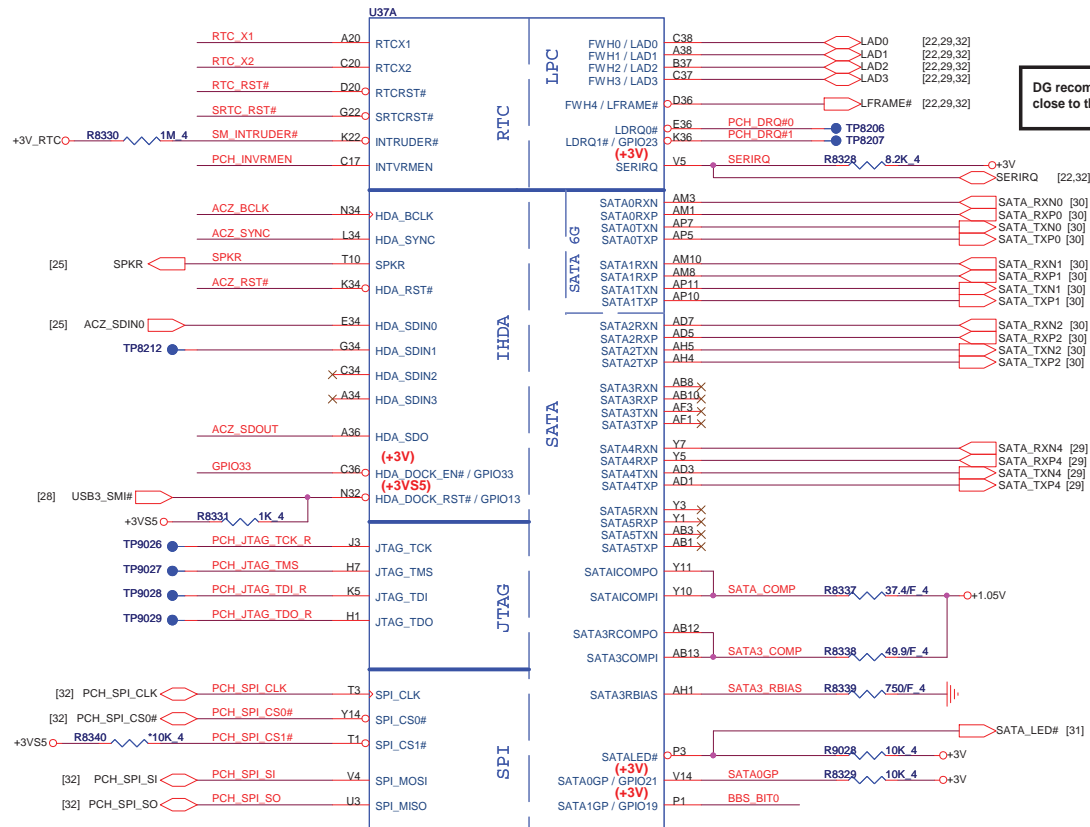 U37A
RTC_X1 A20 RTCX1
RTC_X2 C20 RTCX2
RTC_RST# D20 RTCRST#
SRTC_RST# G22 SRTCRST#
+3V_RTC R8330 1M_4 SM_INTRUDER# K22 INTRUDER#
PCH_INVRMEN C17 INTVRMEN
RTC
LPC
FWH0 / LAD0 C38 LAD0 [22,29,32]
FWH1 / LAD1 A38 LAD1 [22,29,32]
FWH2 / LAD2 B37 LAD2 [22,29,32]
FWH3 / LAD3 C37 LAD3 [22,29,32]
FWH4 / LFRAME# D36 LFRAME# [22,29,32]
LDRQ0# E36 PCH_DRQ#0 TP8206
LDRQ1# / GPIO23 K36 PCH_DRQ#1 TP8207
(+3V)
SERIRQ V5 SERIRQ R8328 8.2K_4 +3V
SERIRQ [22,32]
DG recom
close to th
ACZ_BCLK N34 HDA_BCLK
ACZ_SYNC L34 HDA_SYNC
[25] SPKR SPKR T10 SPKR
ACZ_RST# K34 HDA_RST#
[25] ACZ_SDIN0 E34 HDA_SDIN0
TP8212 G34 HDA_SDIN1
C34 HDA_SDIN2
A34 HDA_SDIN3
ACZ_SDOUT A36 HDA_SDO
(+3V)
GPIO33 C36 HDA_DOCK_EN# / GPIO33
(+3VS5)
[28] USB3_SMI# N32 HDA_DOCK_RST# / GPIO13
+3VS5 R8331 1K_4
IHDA
SATA 6G
SATA
SATA0RXN AM3 SATA_RXN0 [30]
SATA0RXP AM1 SATA_RXP0 [30]
SATA0TXN AP7 SATA_TXN0 [30]
SATA0TXP AP5 SATA_TXP0 [30]
SATA1RXN AM10 SATA_RXN1 [30]
SATA1RXP AM8 SATA_RXP1 [30]
SATA1TXN AP11 SATA_TXN1 [30]
SATA1TXP AP10 SATA_TXP1 [30]
SATA2RXN AD7 SATA_RXN2 [30]
SATA2RXP AD5 SATA_RXP2 [30]
SATA2TXN AH5 SATA_TXN2 [30]
SATA2TXP AH4 SATA_TXP2 [30]
SATA3RXN AB8
SATA3RXP AB10
SATA3TXN AF3
SATA3TXP AF1
SATA4RXN Y7 SATA_RXN4 [29]
SATA4RXP Y5 SATA_RXP4 [29]
SATA4TXN AD3 SATA_TXN4 [29]
SATA4TXP AD1 SATA_TXP4 [29]
SATA5RXN Y3
SATA5RXP Y1
SATA5TXN AB3
SATA5TXP AB1
TP9026 PCH_JTAG_TCK_R J3 JTAG_TCK
TP9027 PCH_JTAG_TMS H7 JTAG_TMS
TP9028 PCH_JTAG_TDI_R K5 JTAG_TDI
TP9029 PCH_JTAG_TDO_R H1 JTAG_TDO
JTAG
SATAICOMPO Y11
SATAICOMPI Y10 SATA_COMP R8337 37.4/F_4 +1.05V
SATA3RCOMPO AB12
SATA3COMPI AB13 SATA3_COMP R8338 49.9/F_4
SATA3RBIAS AH1 SATA3_RBIAS R8339 750/F_4
[32] PCH_SPI_CLK PCH_SPI_CLK T3 SPI_CLK
[32] PCH_SPI_CS0# PCH_SPI_CS0# Y14 SPI_CS0#
+3VS5 R8340 *10K_4 PCH_SPI_CS1# T1 SPI_CS1#
[32] PCH_SPI_SI PCH_SPI_SI V4 SPI_MOSI
[32] PCH_SPI_SO PCH_SPI_SO U3 SPI_MISO
SPI
SATA_LED# [31]
SATALED# P3 R9028 10K_4 +3V
(+3V)
SATA0GP / GPIO21 V14 SATA0GP R8329 10K_4 +3V
(+3V)
SATA1GP / GPIO19 P1 BBS_BIT0